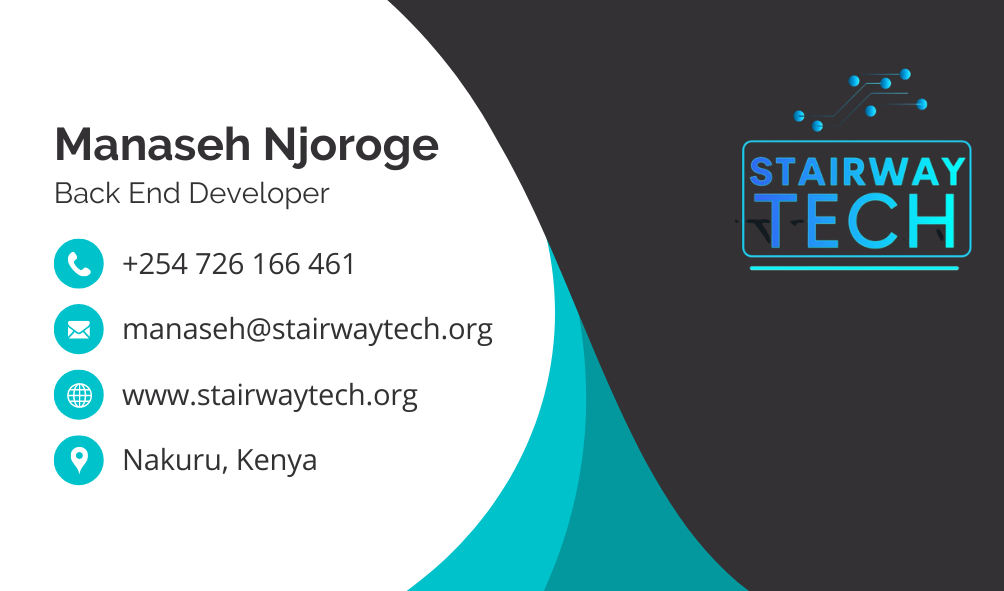 Manaseh Njoroge
Back End Developer
+254 726 166 461
manaseh@stairwaytech.org
www.stairwaytech.org
Nakuru, Kenya
STAIRWAY
TECH